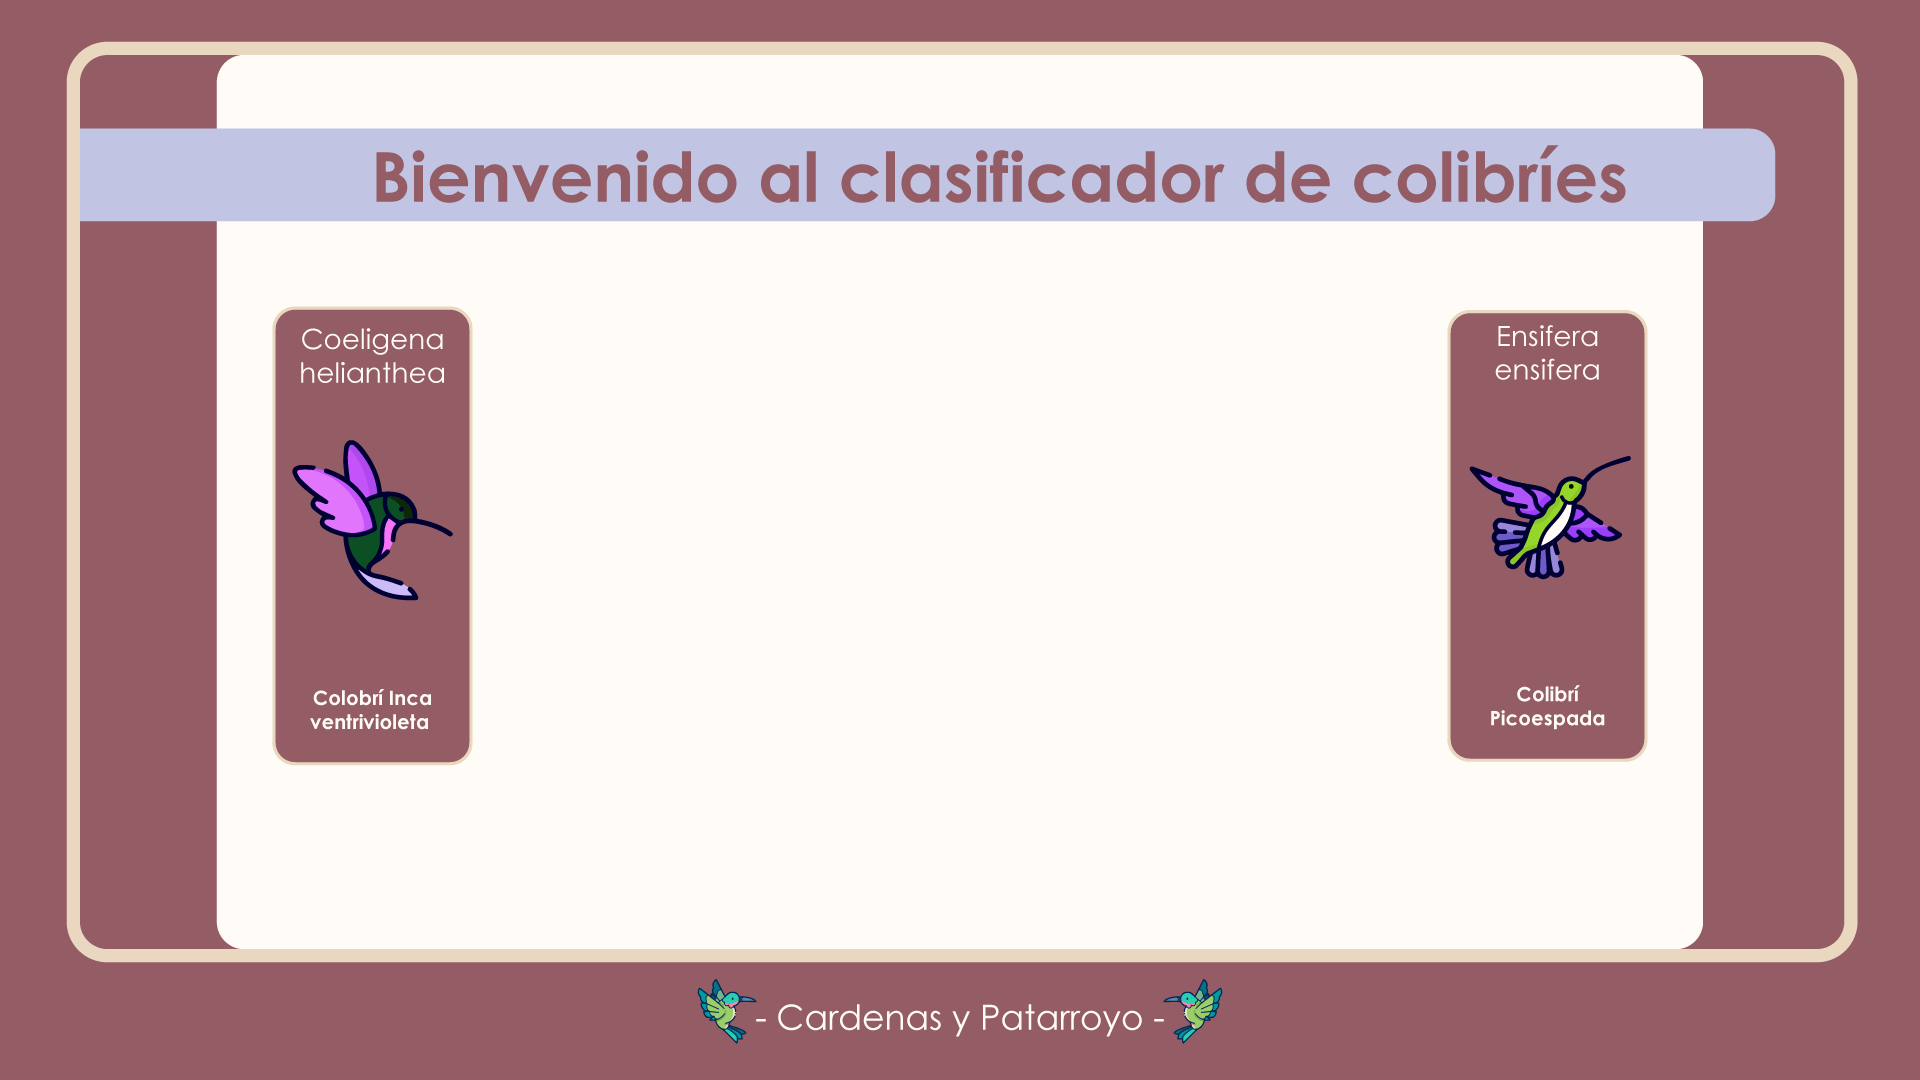 Bienvenido al clasificador de colibríes
Coeligena
helianthea
Colobrí Inca
ventrivioleta
Ensifera
ensifera
Colibrí
Picoespada
- Cardenas y Patarroyo -